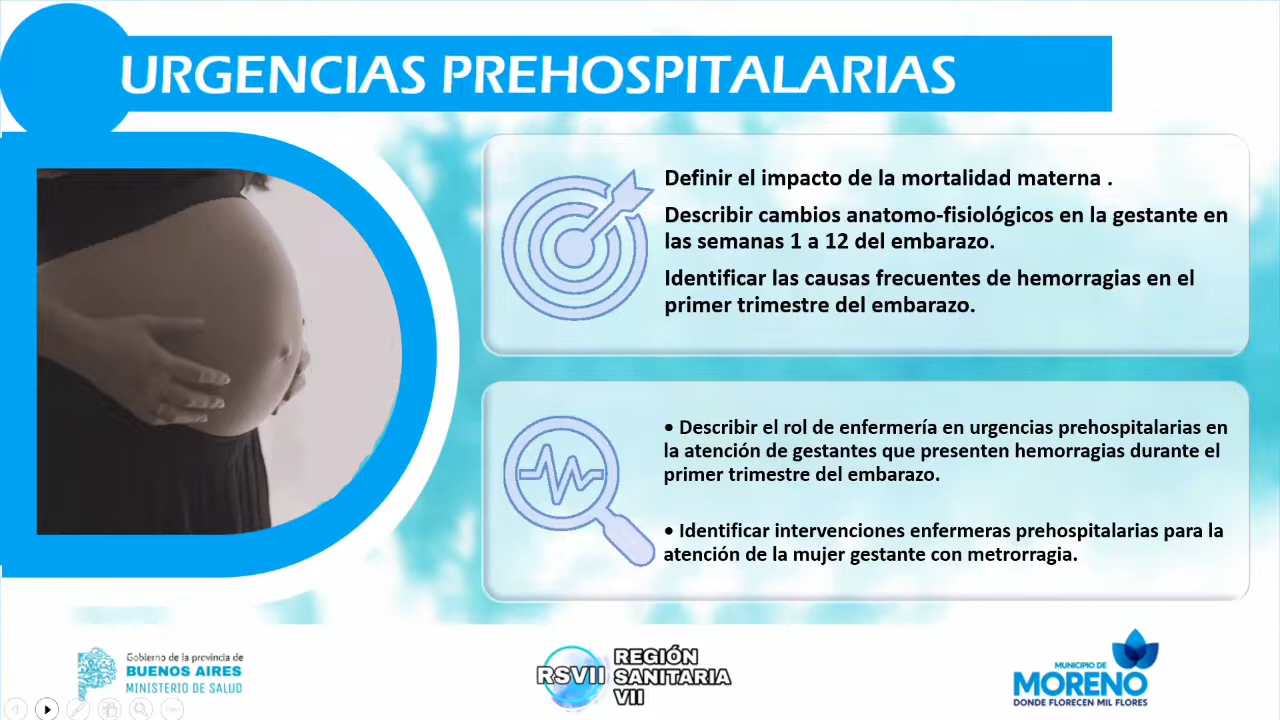 URGENCIAS PREHOSPITALARIAS
Definir el impacto de la mortalidad materna .
Describir cambios anatomo-fisiológicos en la gestante en
las semanas 1 a 12 del embarazo.
Identificar las causas frecuentes de hemorragias en el
primer trimestre del embarazo.
• Describir el rol de enfermería en urgencias prehospitalarias en
la atención de gestantes que presenten hemorragias durante el
primer trimestre del embarazo.
• Identificar intervenciones enfermeras prehospitalarias para la
atención de la mujer gestante con metrorragia.
Gobierno de la provincia de
BUENOS AIRES
MINISTERIO DE SALUD
RSVII
REGIÓN
SANITARIA
VII
MUNICIPIO DE
MORENO
DONDE FLORECEN MIL FLORES